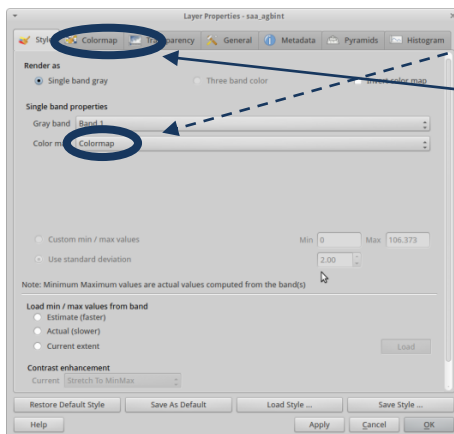 Layer Properties - saa_agbint
Style Colormap Transparency General Metadata Pyramids Histogram
Render as
Single band gray Three band color Invert color map
Single band properties
Gray band Band 1
Color Colormap
Custom min / max values Min 0 Max 106.373
Use standard deviation 2.00
Note: Minimum Maximum values are actual values computed from the band(s)
Load min / max values from band
Estimate (faster)
Actual (slower)
Current extent Load
Contrast enhancement
Current Stretch To MinMax
Restore Default Style Save As Default Load Style ... Save Style ...
Help Apply Cancel OK